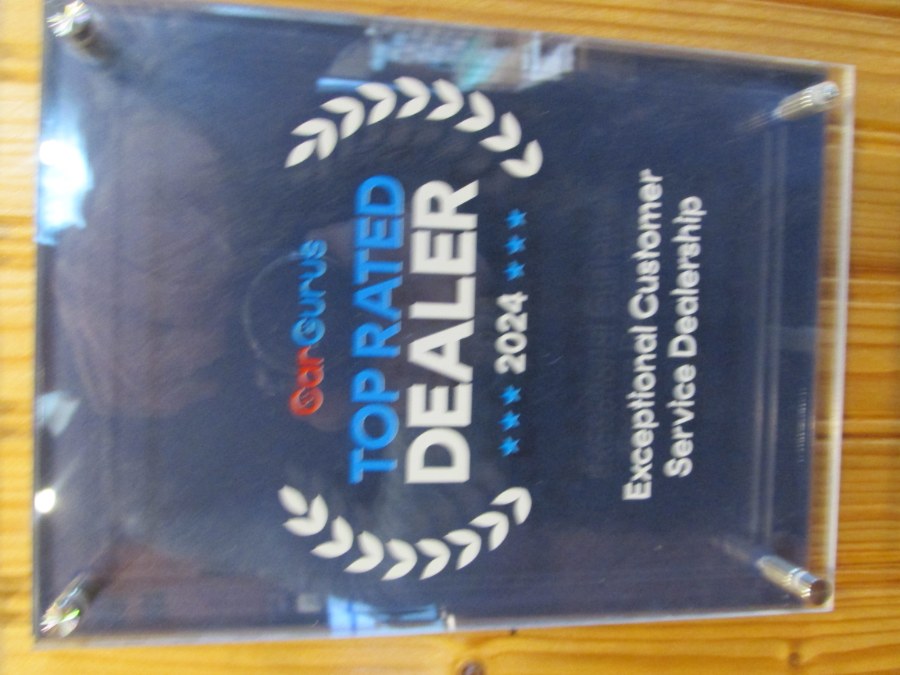 CarGurus
TOP RATED
DEALER
★★★ 2024 ★★★
Exceptional Customer
Service Dealership